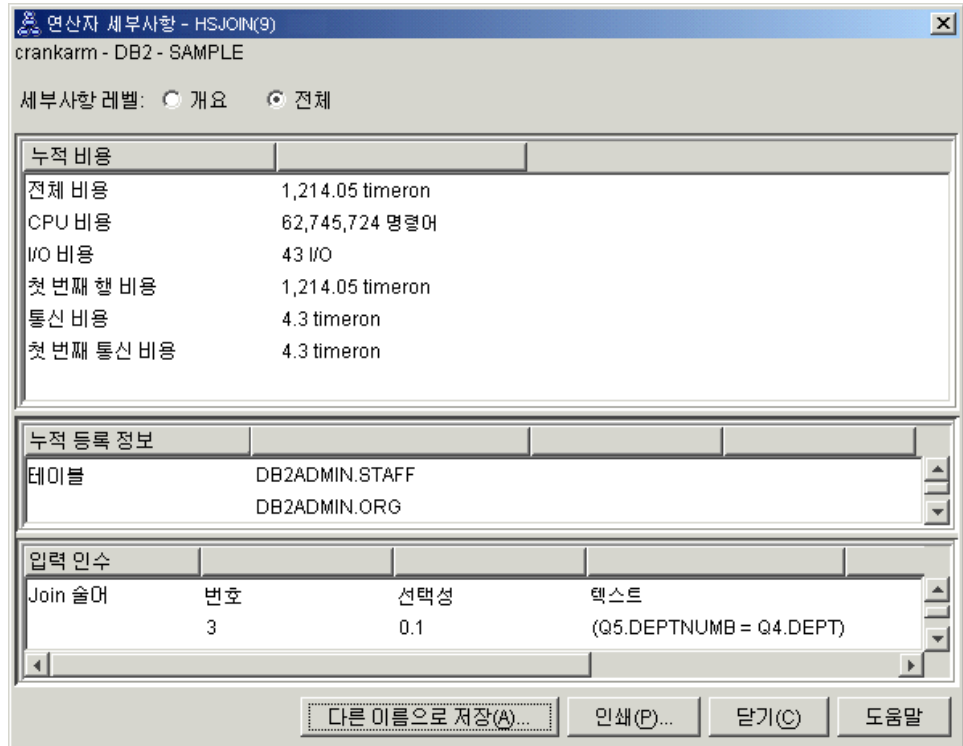 연산자 세부사항 - HSJOIN(9)
crankarm - DB2 - SAMPLE
세부사항 레벨: 개요 전체
누적 비용
전체 비용 1,214.05 timeron
CPU 비용 62,745,724 명령어
I/O 비용 43 I/O
첫 번째 행 비용 1,214.05 timeron
통신 비용 4.3 timeron
첫 번째 통신 비용 4.3 timeron
누적 등록 정보
테이블 DB2ADMIN.STAFF
DB2ADMIN.ORG
입력 인수
Join 술어 번호 선택성 텍스트
3 0.1 (Q5.DEPTNUMB = Q4.DEPT)
다른 이름으로 저장(A)... 인쇄(P)... 닫기(C) 도움말